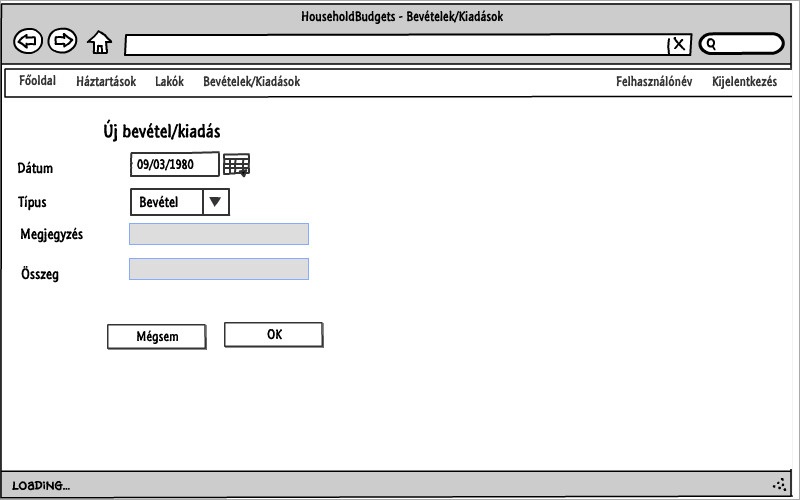 HouseholdBudgets - Bevételek/Kiadások
Főoldal Háztartások Lakók Bevételek/Kiadások Felhasználónév Kijelentkezés
Új bevétel/kiadás
Dátum 09/03/1980
Típus Bevétel
Megjegyzés
Összeg
Mégsem OK
LOADING...